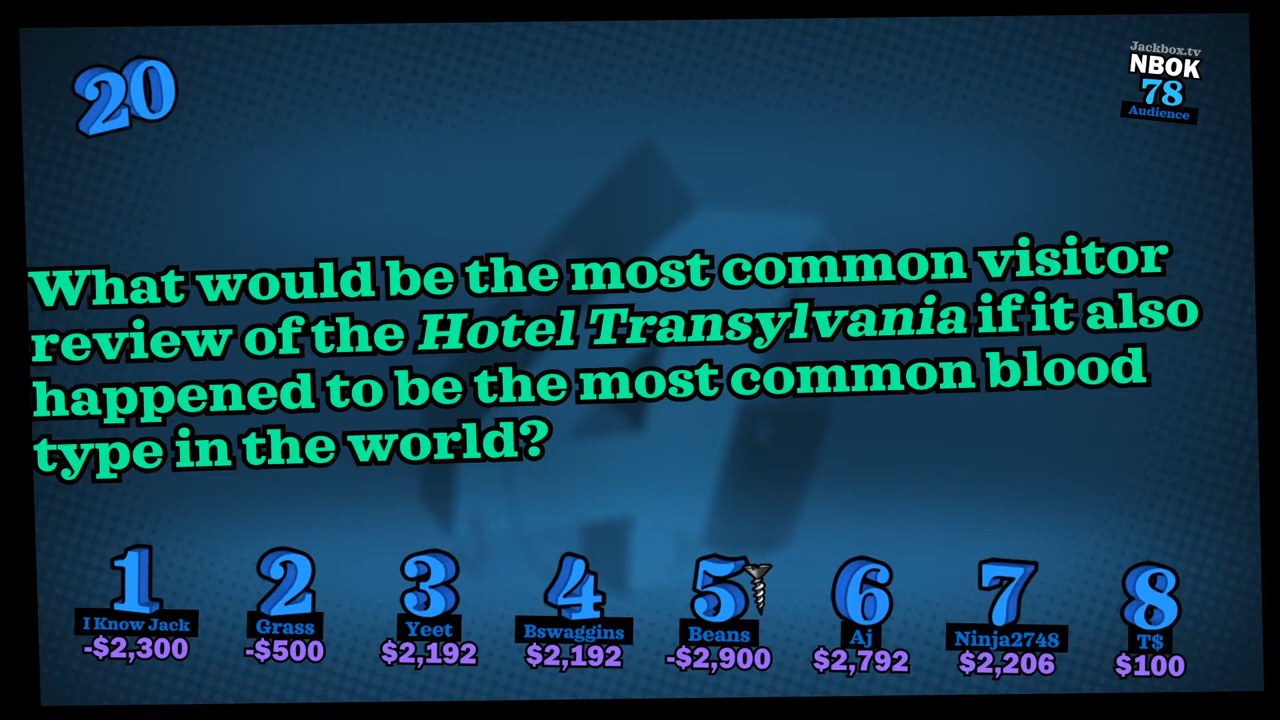 20
Jackbox.tv
NBOK
78
Audience
What would be the most common visitor
review of the Hotel Transylvania if it also
happened to be the most common blood
type in the world?
1 2 3 4 5 6 7 8
I Know Jack Grass Yeet Bswaggins Beans Aj Ninja2748 T$
-$2,300 -$500 $2,192 $2,192 -$2,900 $2,792 $2,206 $100